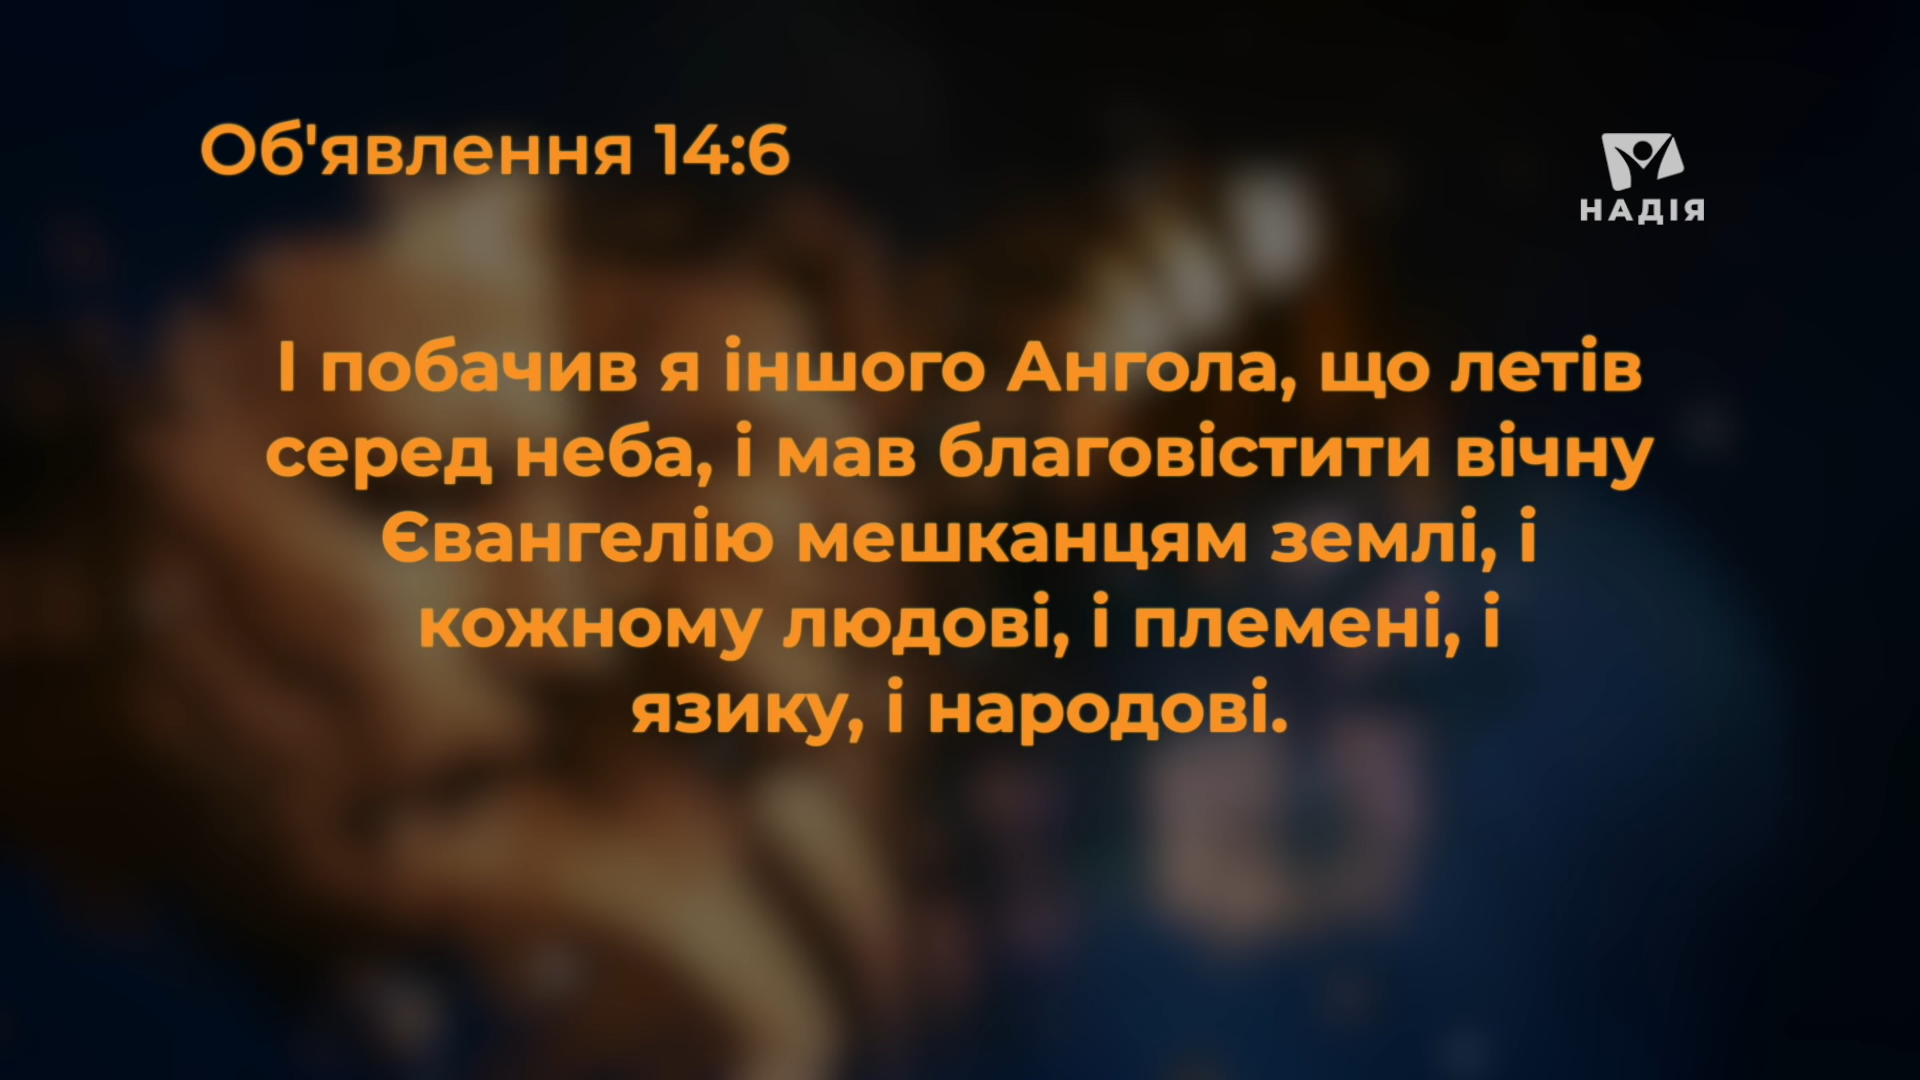 Об'явлення 14:6
НАДІЯ
І побачив я іншого Ангола, що летів
серед неба, і мав благовістити вічну
Євангелію мешканцям землі, і
кожному людові, і племені, і
язику, і народові.